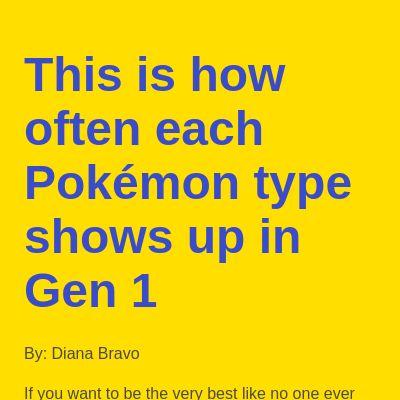 This is how
often each
Pokémon type
shows up in
Gen 1
By: Diana Bravo
If you want to be the very best like no one ever